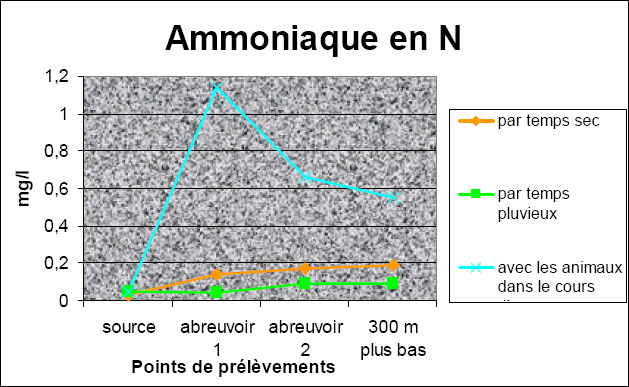 Ammoniaque en N
1,2
1
0,8
0,6
0,4
0,2
0
mg/l
source
abreuvoir
1
abreuvoir
2
300 m
plus bas
Points de prélèvements
par temps sec
par temps
pluvieux
avec les animaux
dans le cours